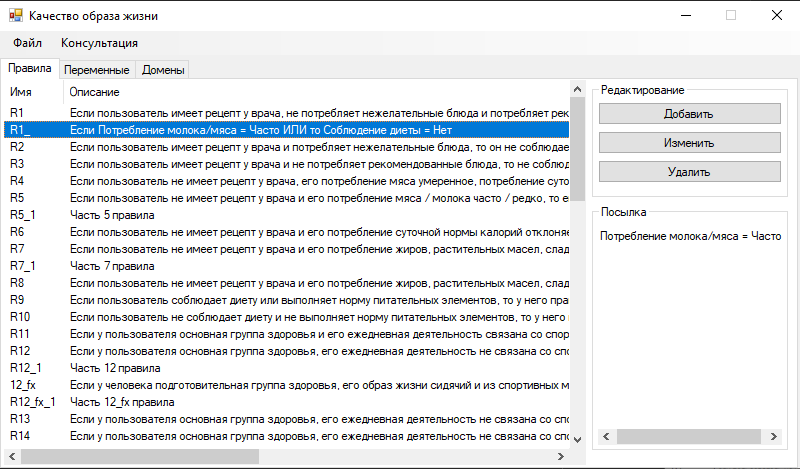 Качество образа жизни
Файл Консультация
Правила Переменные Домены
Имя Описание
R1 Если пользователь имеет рецепт у врача, не потребляет нежелательные блюда и потребляет рек
R1_ Если Потребление молока/мяса = Часто ИЛИ то Соблюдение диеты = Нет
R2 Если пользователь имеет рецепт у врача и потребляет нежелательные блюда, то он не соблюдае
R3 Если пользователь имеет рецепт у врача и не потребляет рекомендованные блюда, то не соблюд
R4 Если пользователь не имеет рецепт у врача, его потребление мяса умеренное, потребление суто
R5 Если пользователь не имеет рецепт у врача и его потребление мяса / молока часто / редко, то е
R5_1 Часть 5 правила
R6 Если пользователь не имеет рецепт у врача и его потребление суточной нормы калорий отклоняе
R7 Если пользователь не имеет рецепт у врача и его потребление жиров, растительных масел, слад
R7_1 Часть 7 правила
R8 Если пользователь не имеет рецепт у врача и его потребление жиров, растительных масел, слад
R9 Если пользователь соблюдает диету или выполняет норму питательных элементов, то у него пра
R10 Если пользователь не соблюдает диету и не выполняет норму питательных элементов, то у него
R11 Если у пользователя основная группа здоровья и его ежедневная деятельность связана со спор
R12 Если у пользователя основная группа здоровья, его ежедневная деятельность не связана со спо
R12_1 Часть 12 правила
12_fx Если у человека подготовительная группа здоровья, его образ жизни сидячий и из спортивных м
R12_fx_1 Часть 12_fx правила
R13 Если у пользователя основная группа здоровья, его ежедневная деятельность не связана со спо
R14 Если у пользователя основная группа здоровья, его ежедневная деятельность не связана со спо
Редактирование
Добавить
Изменить
Удалить
Посылка
Потребление молока/мяса = Часто